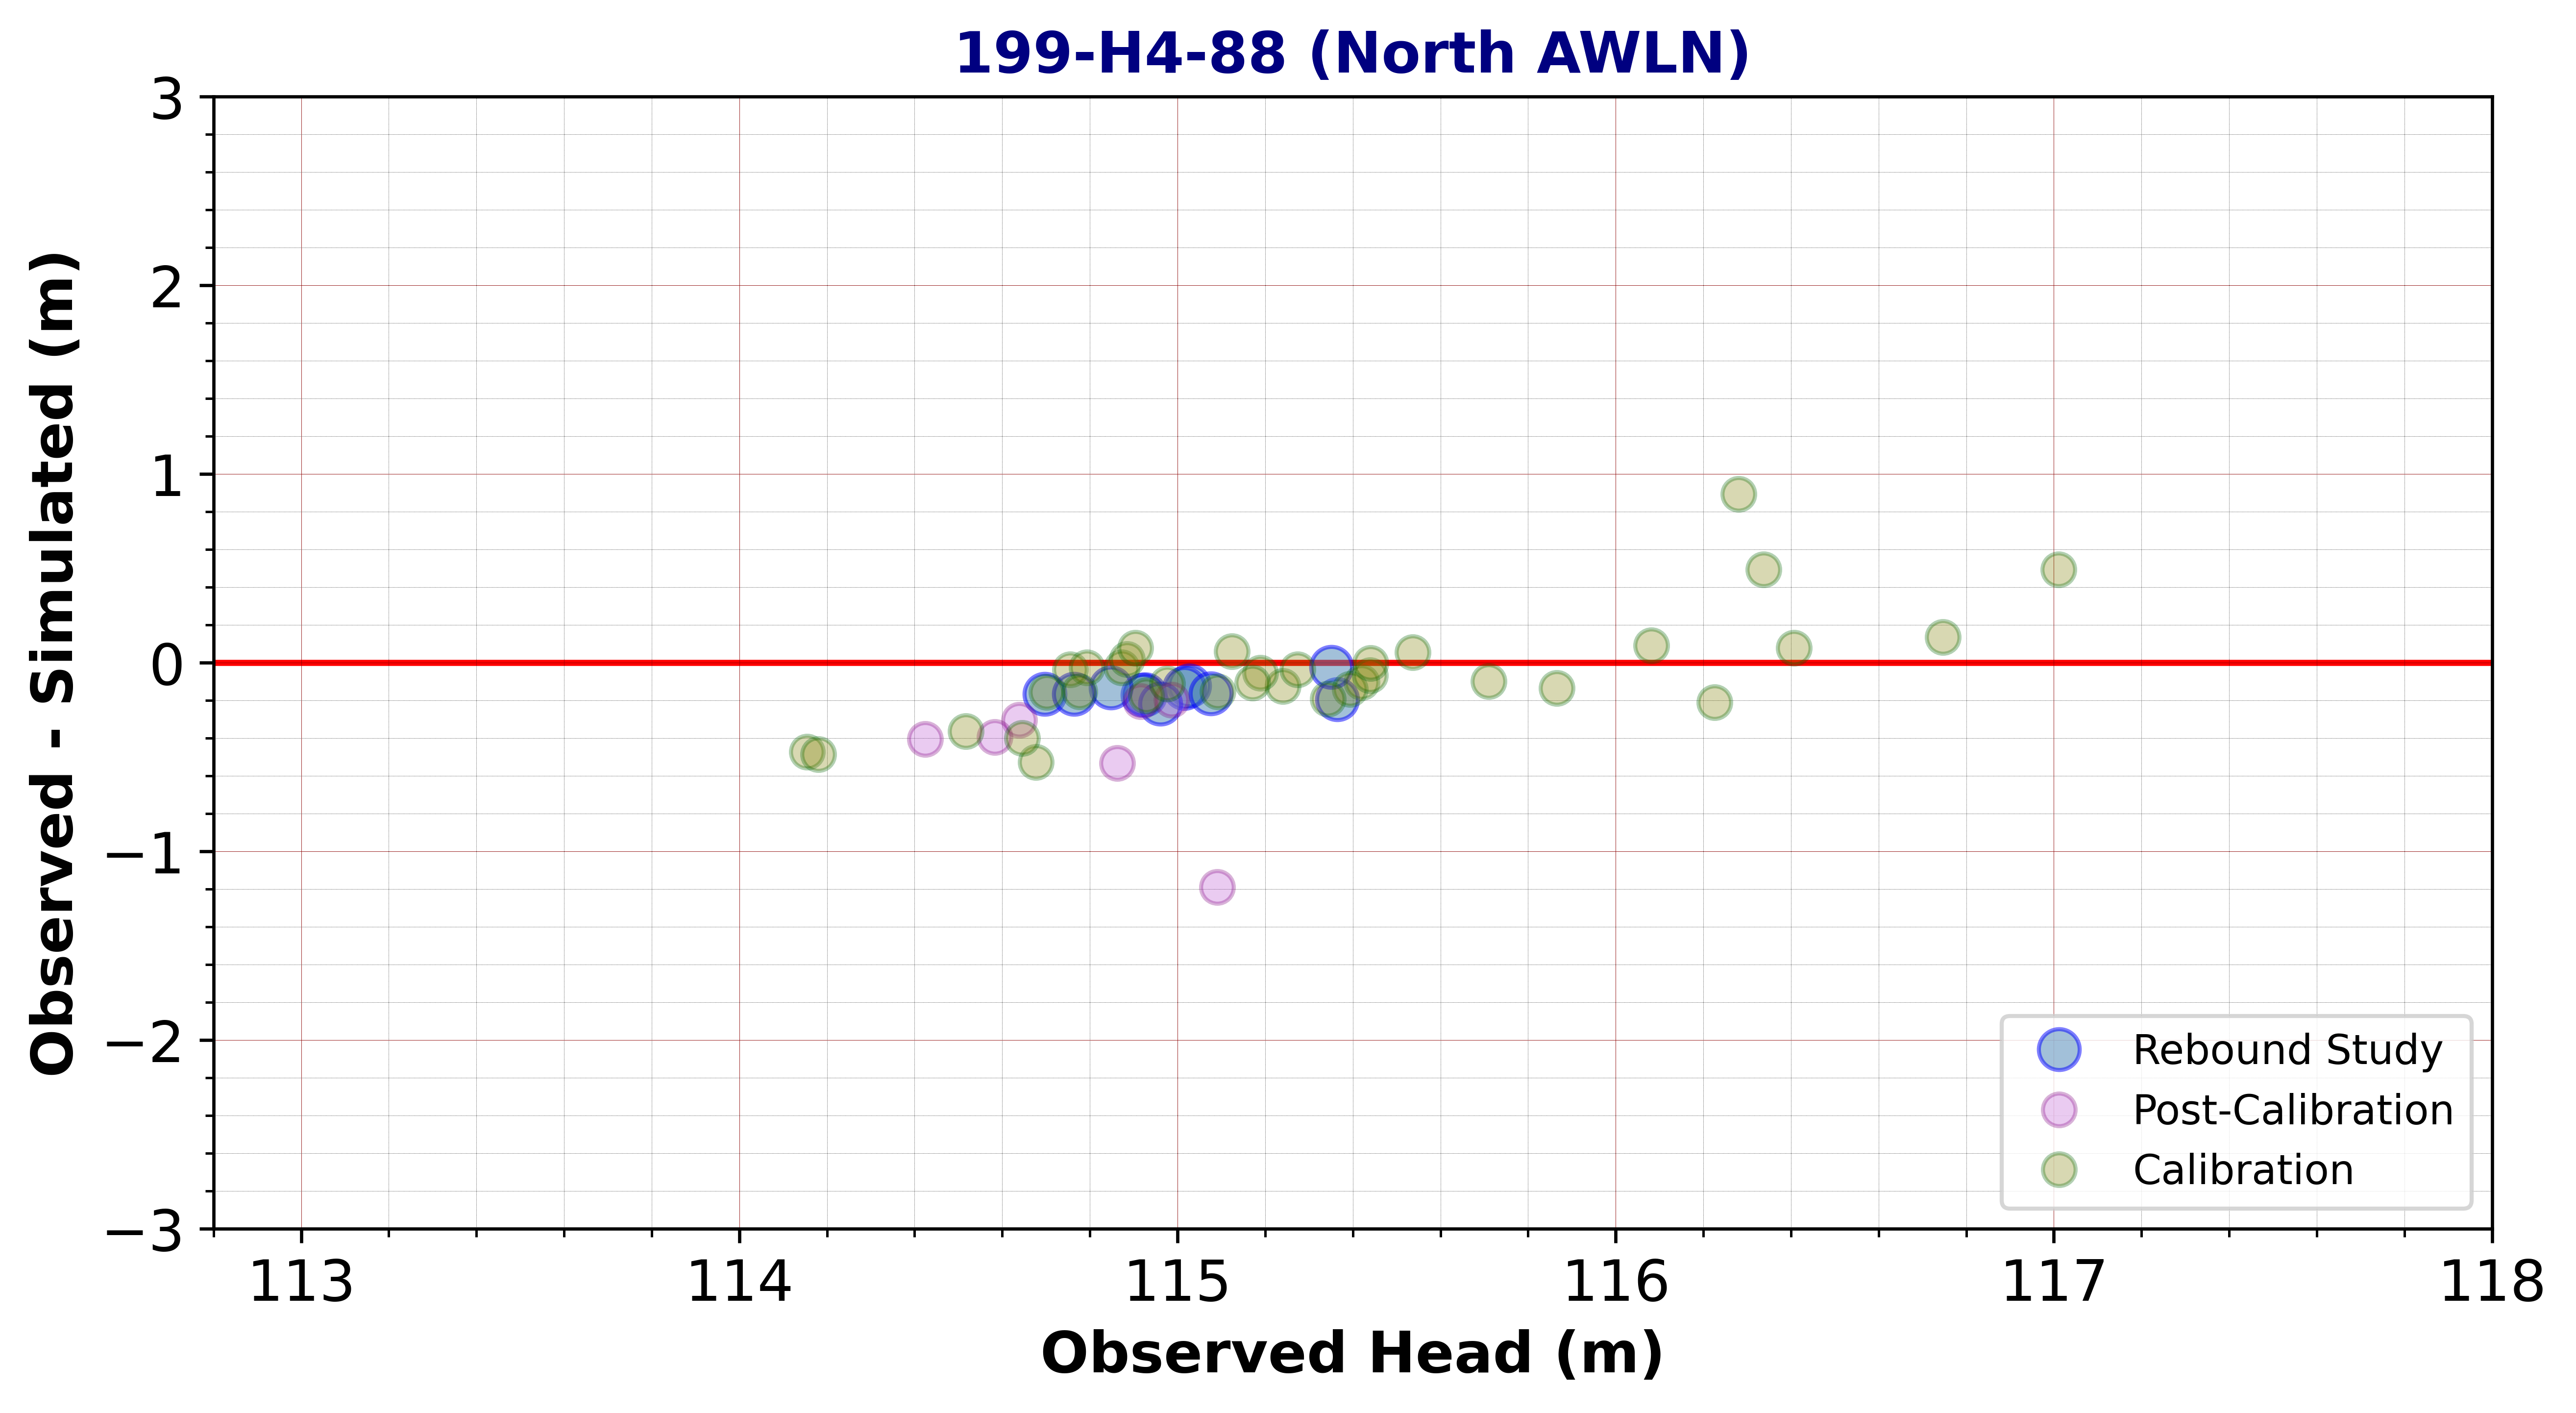 199-H4-88 (North AWLN)
Observed - Simulated (m)
3
2
1
0
−1
−2
−3
Rebound Study
Post-Calibration
Calibration
113 114 115 116 117 118
Observed Head (m)